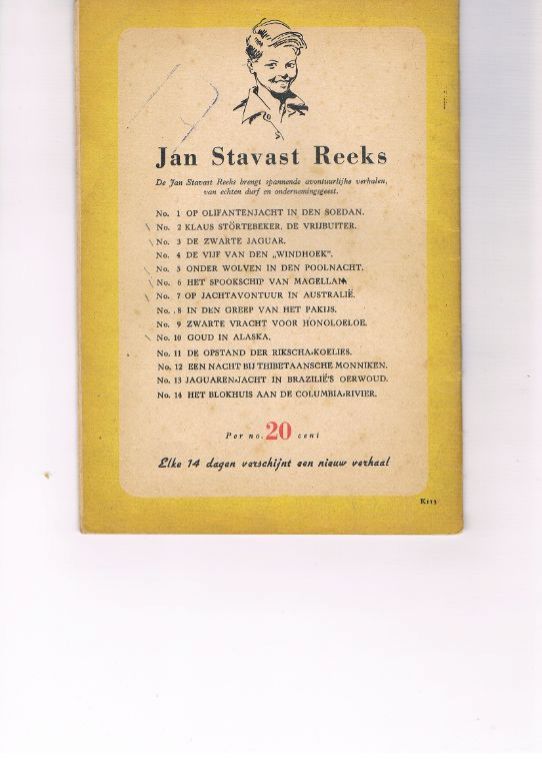 Jan Stavast Reeks
De Jan Stavast Reeks brengt spannende avontuurlijke verhalen,
van echten durf en ondernemingsgeest.
No. 1 OP OLIFANTENJACHT IN DEN SOEDAN.
No. 2 KLAUS STÖRTEBEKER, DE VRIJBUITER.
No. 3 DE ZWARTE JAGUAR.
No. 4 DE VIJF VAN DEN „WINDHOEK".
No. 5 ONDER WOLVEN IN DEN POOLNACHT.
No. 6 HET SPOOKSCHIP VAN MAGELLAN
No. 7 OP JACHTAVONTUUR IN AUSTRALIË.
No. 8 IN DEN GREEP VAN HET PAKIJS.
No. 9 ZWARTE VRACHT VOOR HONOLOELOE.
No. 10 GOUD IN ALASKA.
No. 11 DE OPSTAND DER RIKSCHA-KOELIES.
No. 12 EEN NACHT BIJ THIBETAANSCHE MONNIKEN.
No. 13 JAGUARENJACHT IN BRAZILIË'S OERWOUD.
No. 14 HET BLOKHUIS AAN DE COLUMBIA-RIVIER.
Per no. 20 cent
Elke 14 dagen verschijnt een nieuw verhaal